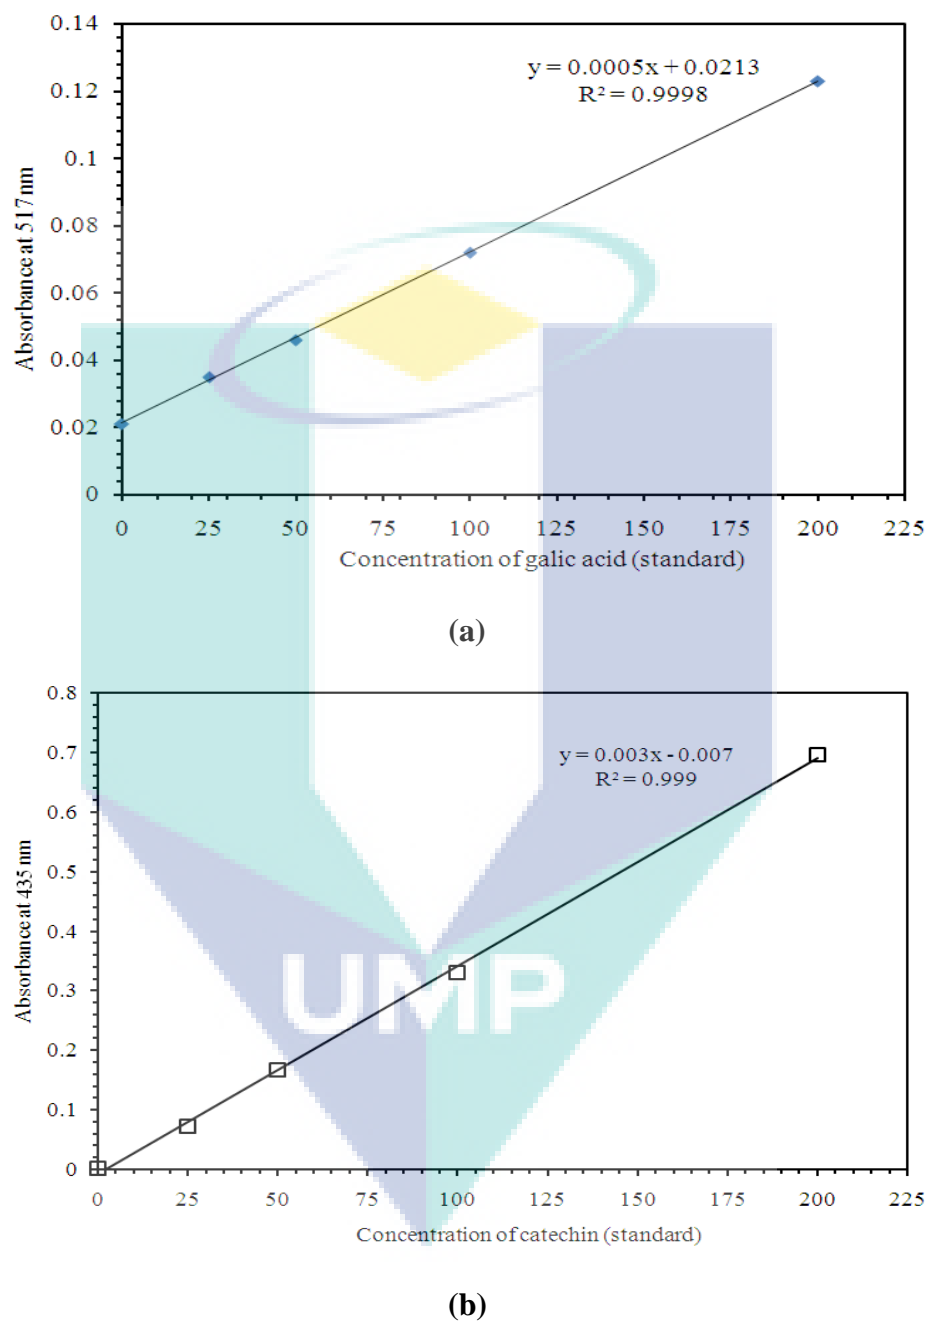 0.14
0.12
0.1
0.08
0.06
0.04
0.02
0
Absorbance at 517 nm
y = 0.0005x + 0.0213
R² = 0.9998
0 25 50 75 100 125 150 175 200 225
Concentration of galic acid (standard)
(a)
0.8
0.7
0.6
0.5
0.4
0.3
0.2
0.1
0
Absorbance at 435 nm
y = 0.003x - 0.007
R² = 0.999
UMP
0 25 50 75 100 125 150 175 200 225
Concentration of catechin (standard)
(b)